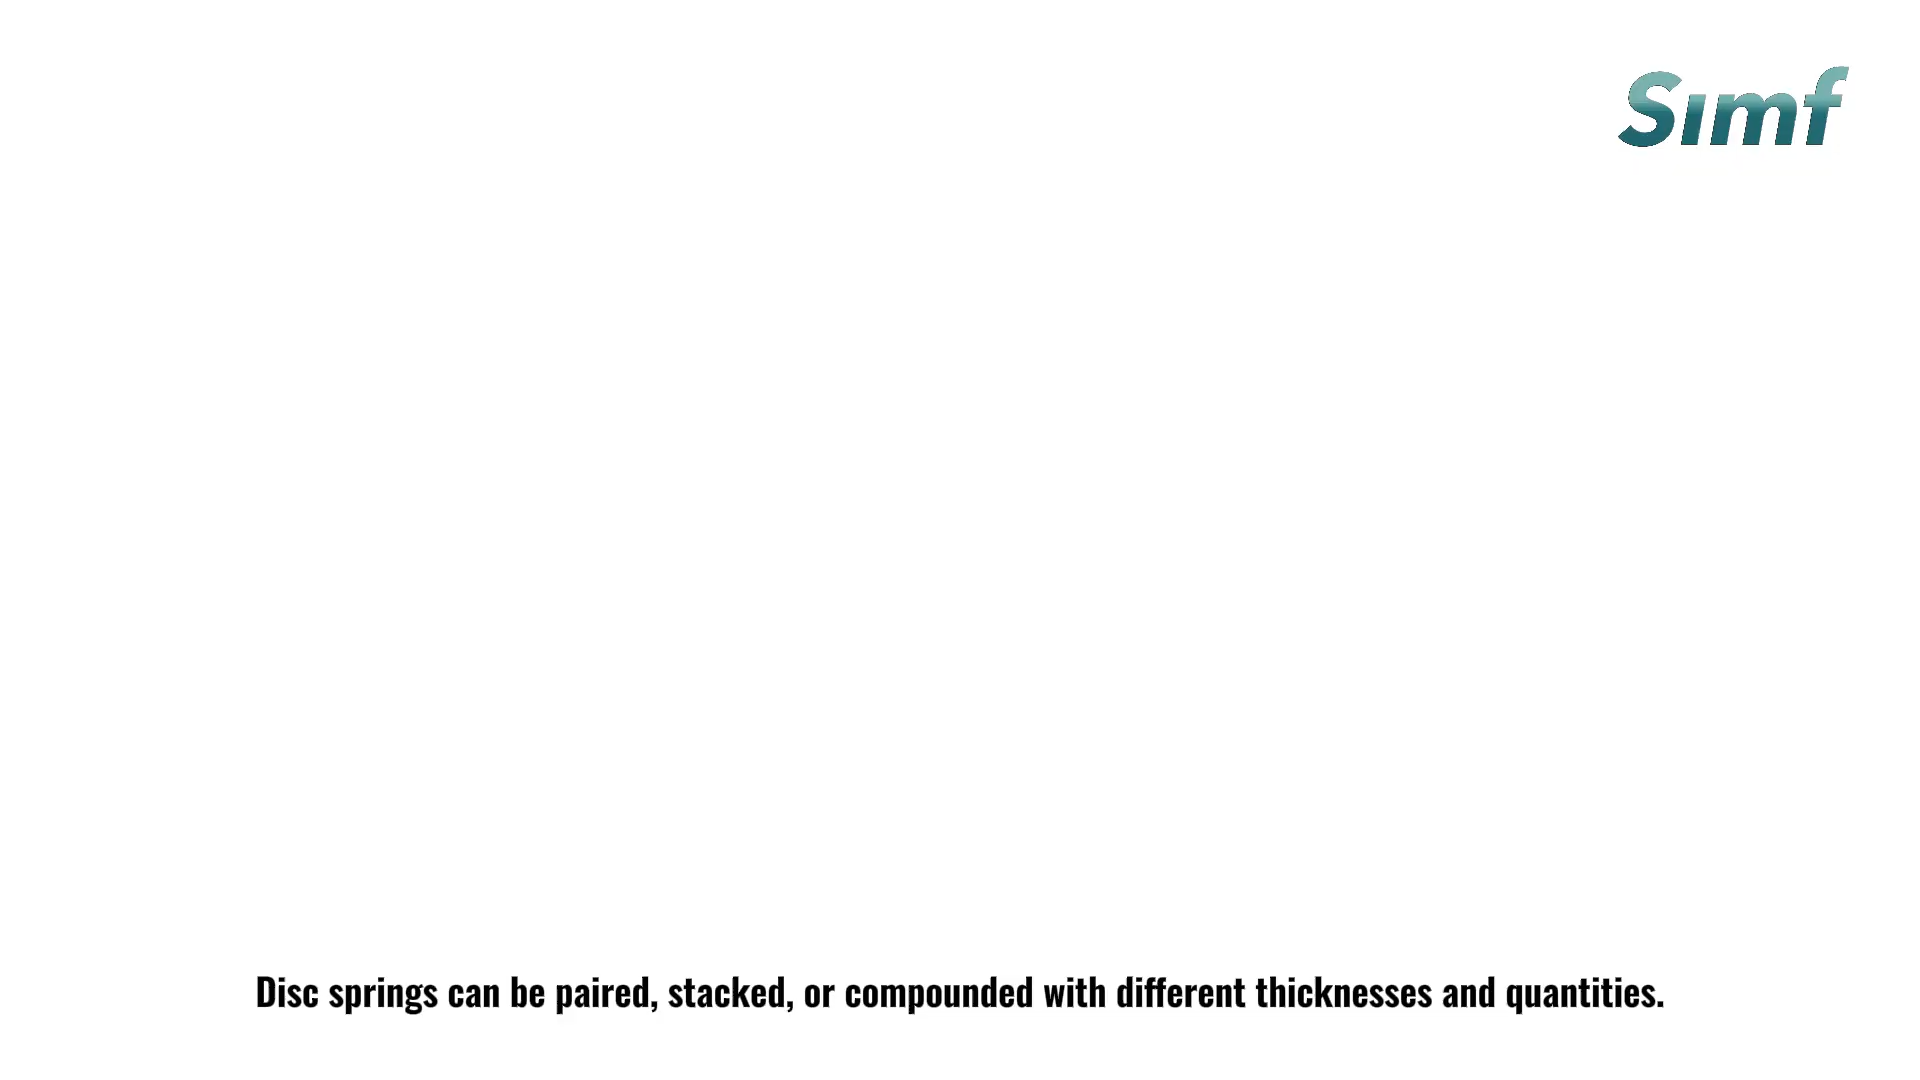 Simf
Disc springs can be paired, stacked, or compounded with different thicknesses and quantities.